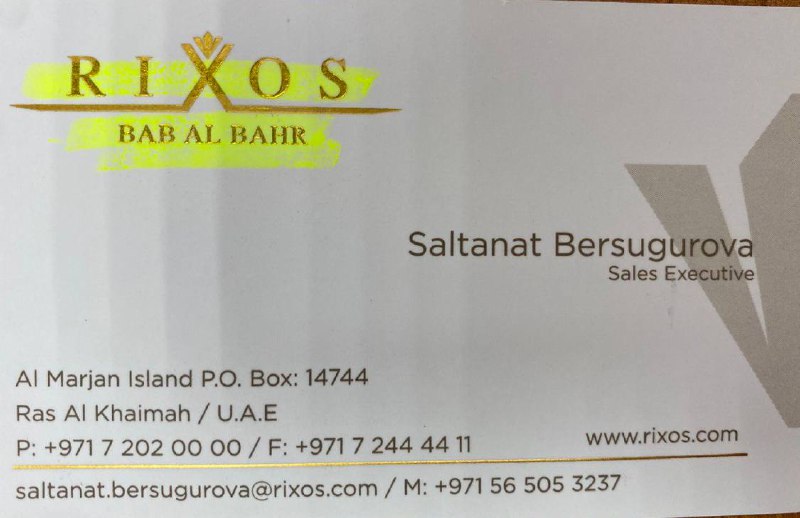 RIXOS
BAB AL BAHR
Saltanat Bersugurova
Sales Executive
Al Marjan Island P.O. Box: 14744
Ras Al Khaimah / U.A.E
P: +971 7 202 00 00 / F: +971 7 244 44 11
www.rixos.com
saltanat.bersugurova@rixos.com / M: +971 56 505 3237